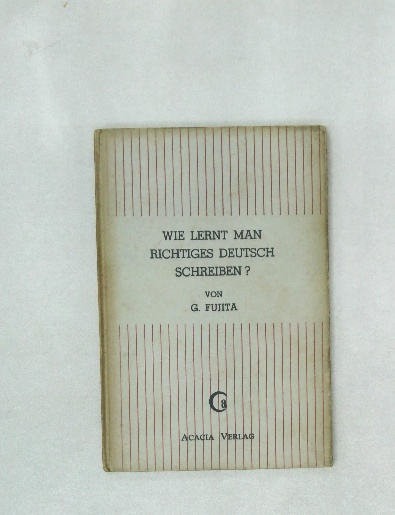 WIE LERNT MAN
RICHTIGES DEUTSCH
SCHREIBEN?
VON
G. FUJITA
ACACIA VERLAG